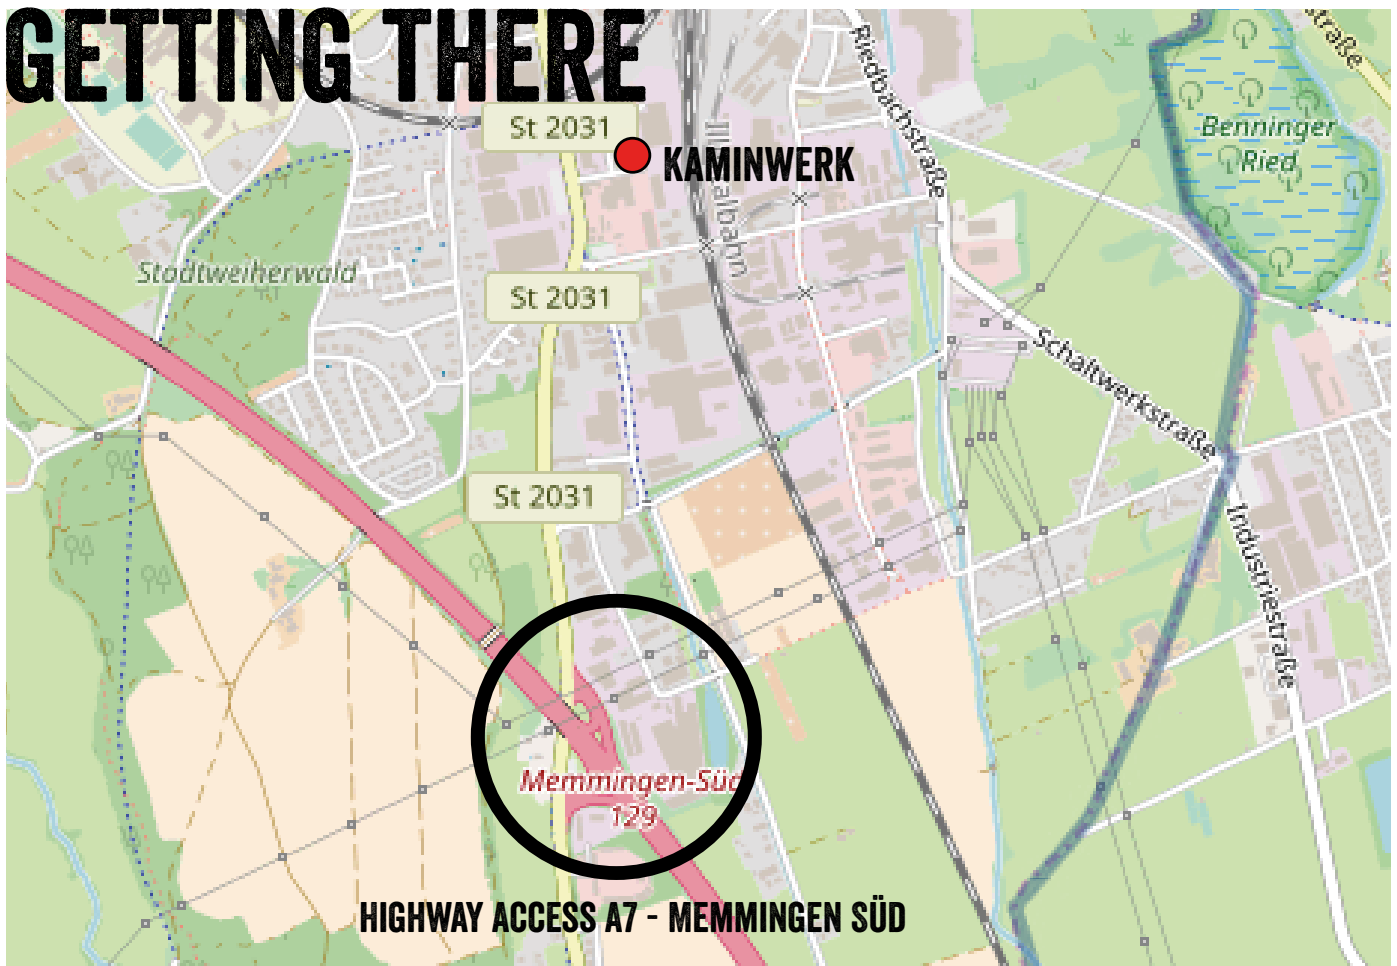 GETTING THERE
straße
Riedbachstraße
St 2031
KAMINWERK
Benninger
Ried
Stadtweiherwald
St 2031
Schaltwerkstraße
St 2031
Industriestraße
Memmingen-Süd
129
HIGHWAY ACCESS A7 - MEMMINGEN SÜD